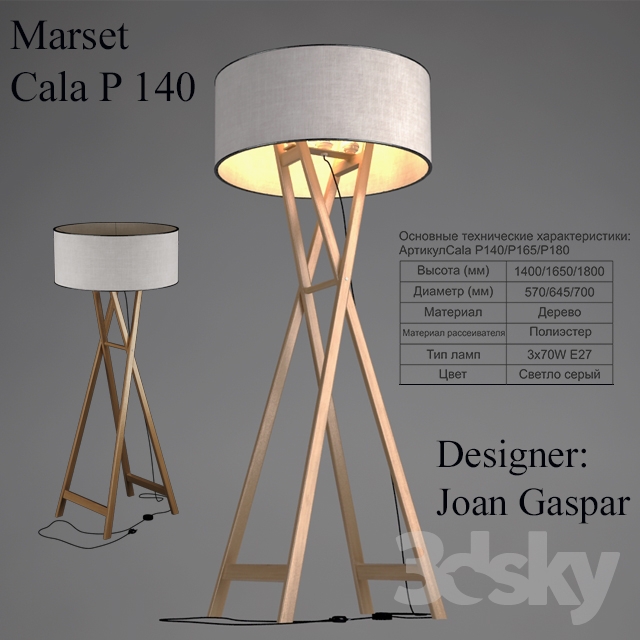 Marset
Cala P 140
Основные технические характеристики:
АртикулCala P140/P165/P180
Высота (мм) 1400/1650/1800
Диаметр (мм) 570/645/700
Материал Дерево
Материал рассеивателя Полиэстер
Тип ламп 3x70W E27
Цвет Светло серый
Designer:
Joan Gaspar
3dsky